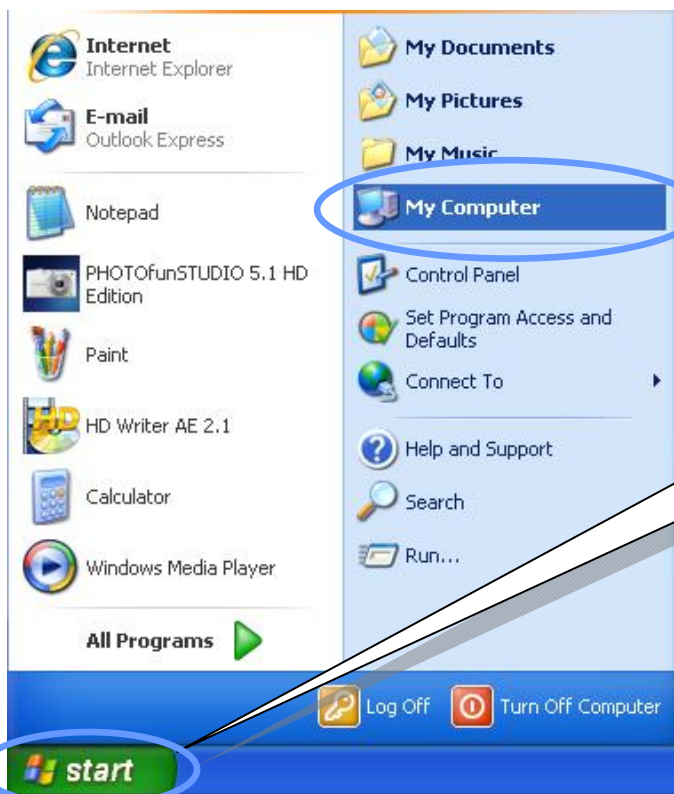 Internet
Internet Explorer
E-mail
Outlook Express
Notepad
PHOTOfunSTUDIO 5.1 HD
Edition
Paint
HD Writer AE 2.1
Calculator
Windows Media Player
All Programs
My Documents
My Pictures
My Music
My Computer
Control Panel
Set Program Access and
Defaults
Connect To
Help and Support
Search
Run...
Log Off
Turn Off Computer
start